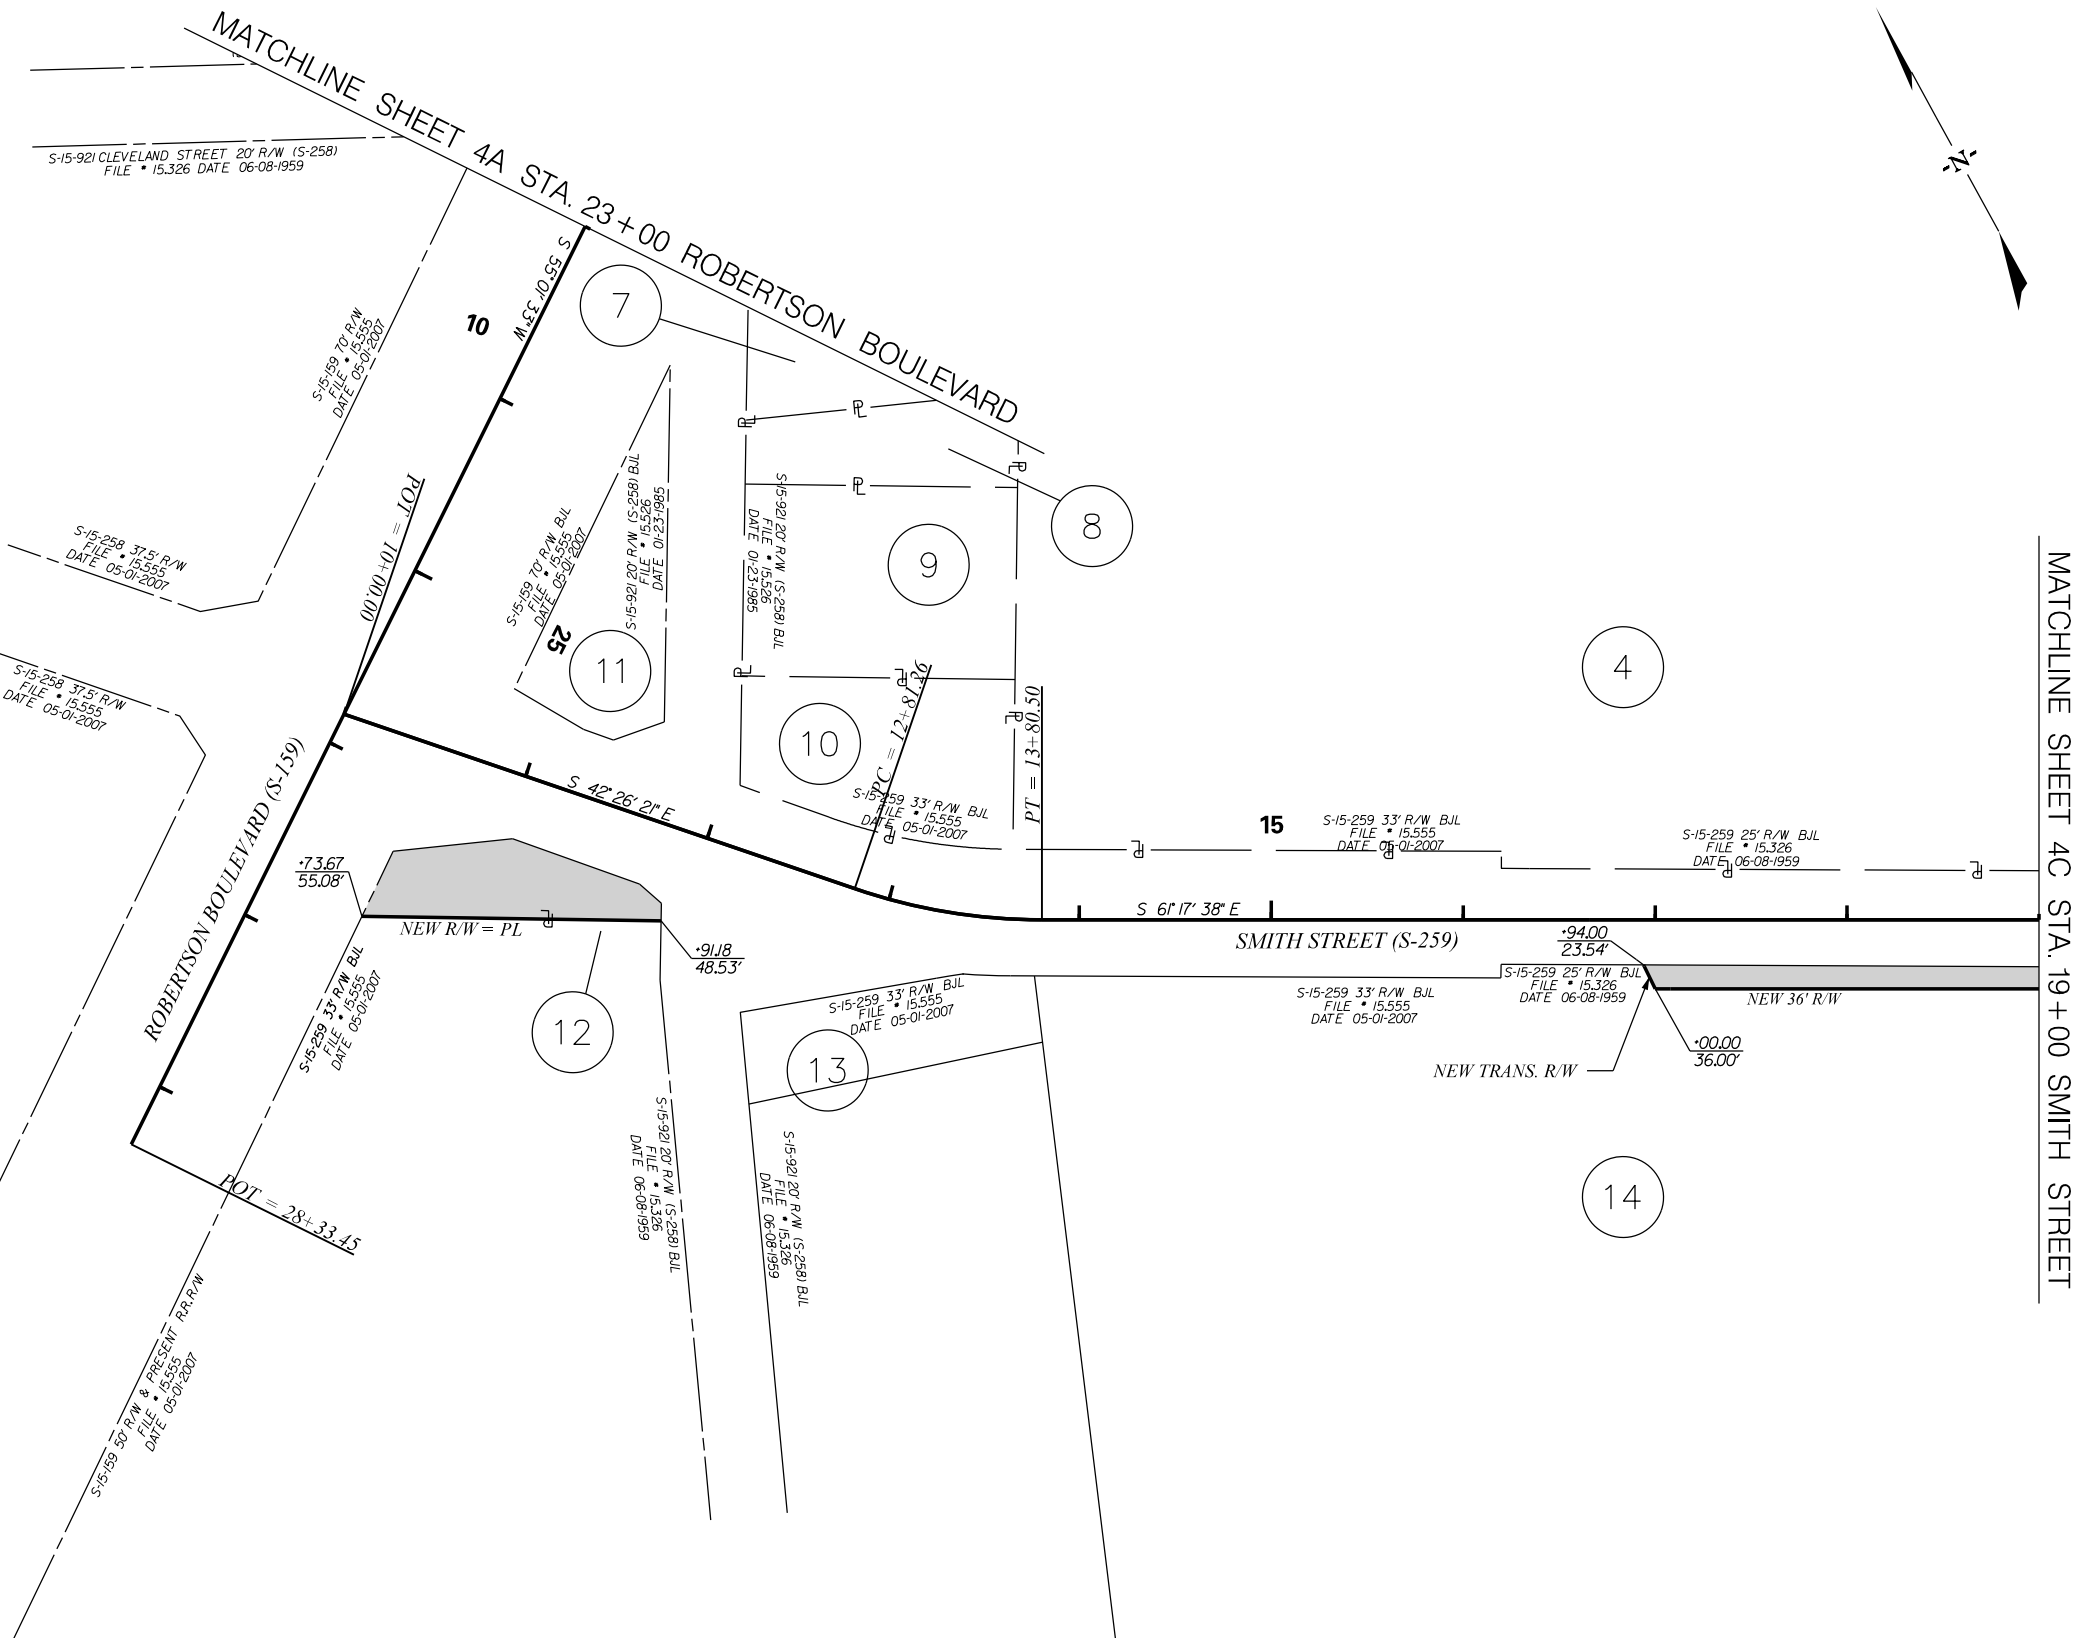 MATCHLINE SHEET 4A STA. 23+00 ROBERTSON BOULEVARD
-N-
S-15-921 CLEVELAND STREET 20' R/W (S-258)
FILE * 15.326 DATE 06-08-1959
S 55°01' 33" W
10
7
S-15-159 70' R/W
FILE * 15.555
DATE 05-01-2007
PL
PL
PL
PL
8
9
POT = 10+00.00
S-15-258 37.5' R/W
FILE * 15.555
DATE 05-01-2007
S-15-159 70' R/W BJL
FILE * 15.555
DATE 05-01-2007
S-15-921 20' R/W (S-258) BJL
FILE * 15.526
DATE 01-23-1985
S-15-921 20' R/W (S-258) BJL
FILE * 15.526
DATE 01-23-1985
25
11
4
MATCHLINE SHEET 4C STA. 19+00 SMITH STREET
S-15-258 37.5' R/W
FILE * 15.555
DATE 05-01-2007
PL
PL
PL
10
PC = 12+81.26
PT = 13+80.50
ROBERTSON BOULEVARD (S-159)
S 42° 26' 21" E
S-15-259 33' R/W BJL
FILE * 15.555
DATE 05-01-2007
PL
PL
15
S-15-259 33' R/W BJL
FILE * 15.555
DATE 05-01-2007
PL
S-15-259 25' R/W BJL
FILE * 15.326
DATE 06-08-1959
PL
PL
+73.67
55.08'
NEW R/W = PL
PL
S 61° 17' 38" E
SMITH STREET (S-259)
+94.00
23.54'
+91.18
48.53'
S-15-259 33' R/W BJL
FILE * 15.555
DATE 05-01-2007
12
S-15-259 33' R/W BJL
FILE * 15.555
DATE 05-01-2007
13
S-15-259 33' R/W BJL
FILE * 15.555
DATE 05-01-2007
S-15-259 25' R/W BJL
FILE * 15.326
DATE 06-08-1959
NEW 36' R/W
+00.00
36.00'
NEW TRANS. R/W
S-15-921 20' R/W (S-258) BJL
FILE * 15.326
DATE 06-08-1959
S-15-921 20' R/W (S-258) BJL
FILE * 15.326
DATE 06-08-1959
14
POT = 28+33.45
S-15-159 50' R/W & PRESENT R.R.R/W
FILE * 15.555
DATE 05-01-2007